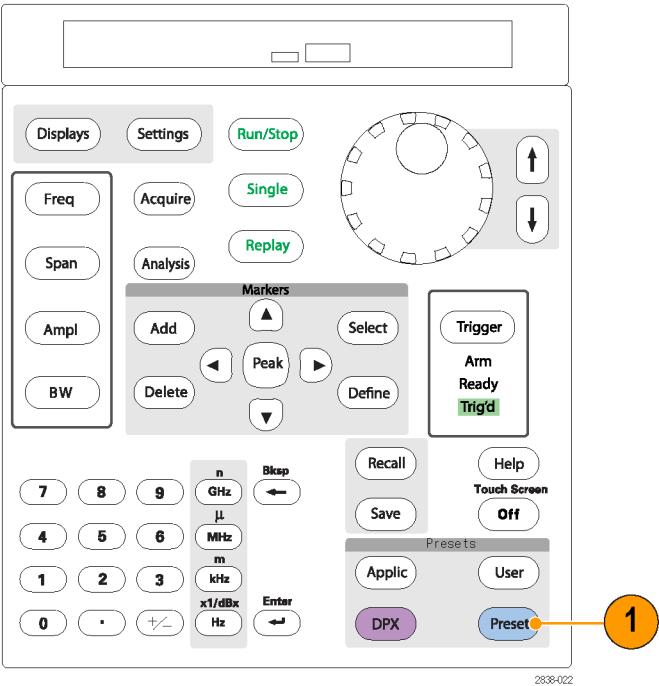 Displays Settings Run/Stop
Freq Acquire Single
Span Analysis Replay
Markers
Ampl Add Select Trigger
Peak
Arm
Ready
BW Delete Define
Trig'd
Recall Help
n Bksp
7 8 9 GHz
Touch Screen
Save Off
µ
4 5 6 MHz
Presets
m
1 2 3 kHz
Applic User
x1/dBx Enter
0 . +/− Hz
DPX Preset 1
2838-022